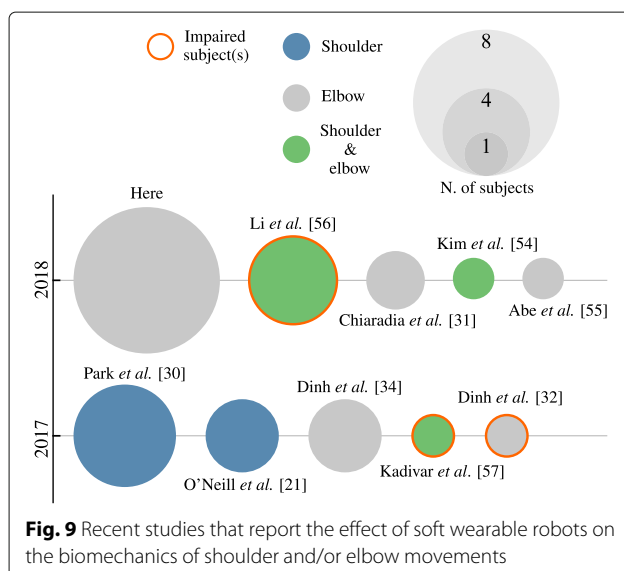 Impaired
subject(s)
Shoulder
Elbow
Shoulder
&
elbow
8
4
1
N. of subjects
Here
Li et al. [56]
Kim et al. [54]
Chiaradia et al. [31]
Abe et al. [55]
2018
Park et al. [30]
Dinh et al. [34]
Dinh et al. [32]
O'Neill et al. [21]
Kadivar et al. [57]
2017
Fig. 9 Recent studies that report the effect of soft wearable robots on
the biomechanics of shoulder and/or elbow movements